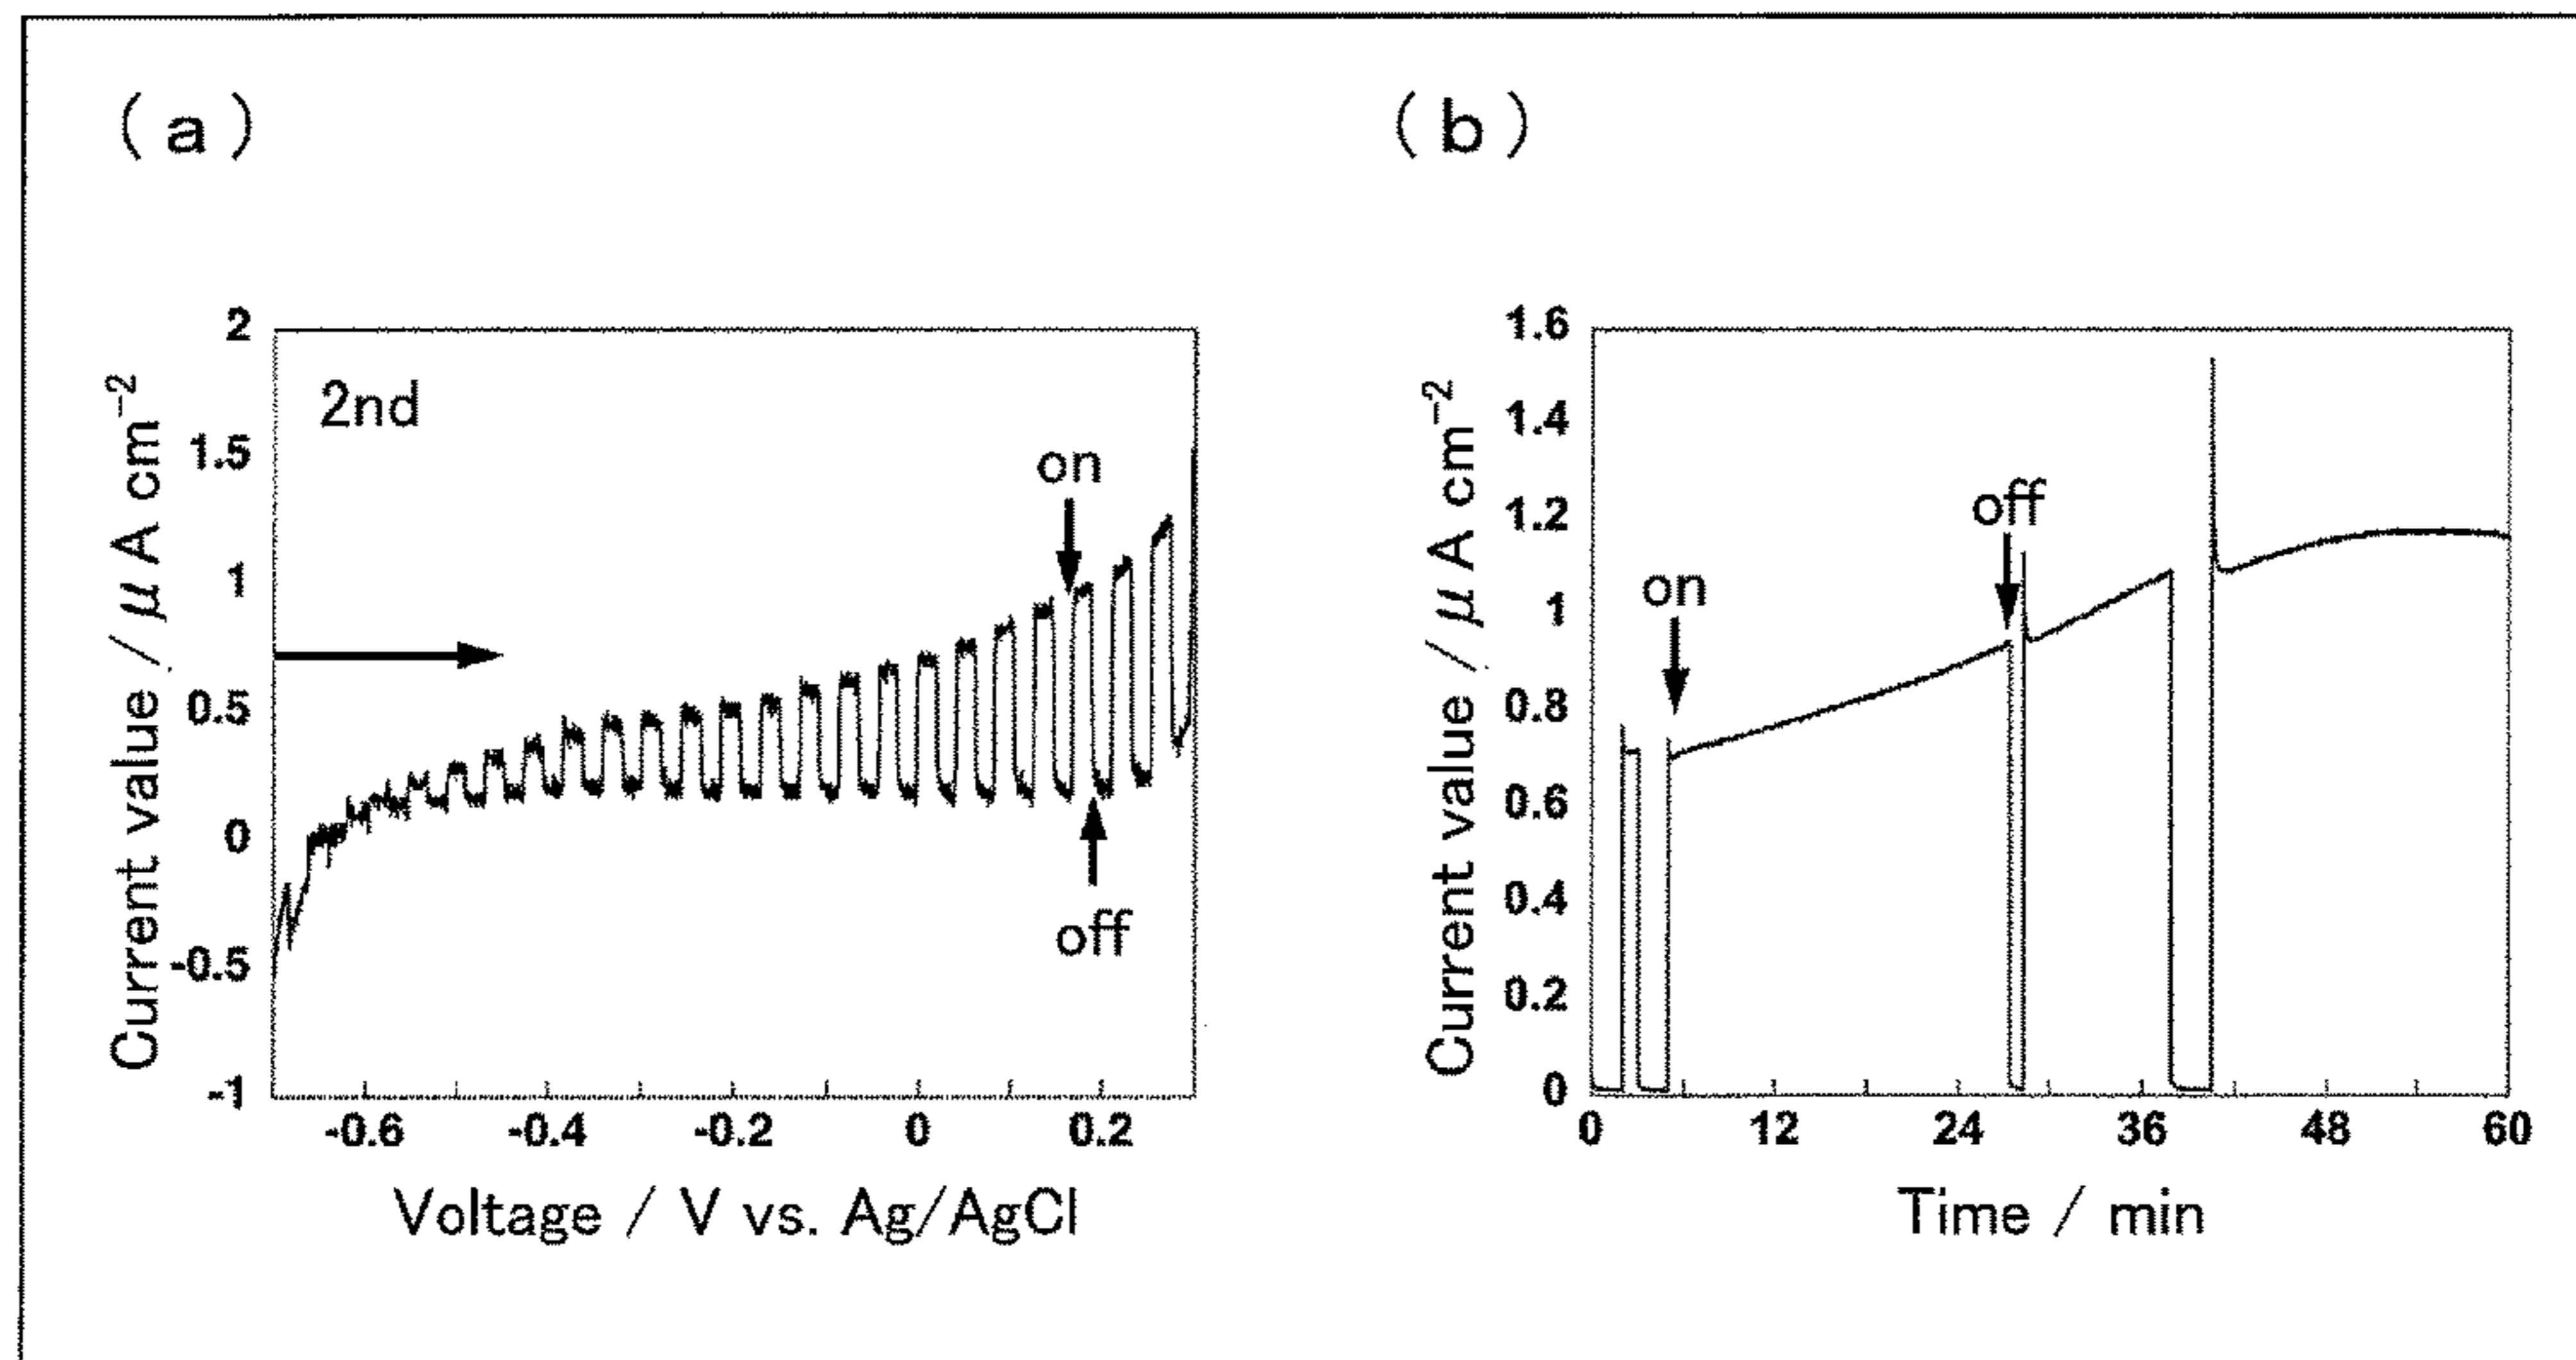 (a)
2
1.5
1
0.5
0
-0.5
-1
2nd
on
off
-0.6 -0.4 -0.2 0 0.2
Current value / μA cm⁻²
Voltage / V vs. Ag/AgCl
(b)
1.6
1.4
1.2
1
0.8
0.6
0.4
0.2
0
on
off
0 12 24 36 48 60
Current value / μA cm⁻²
Time / min